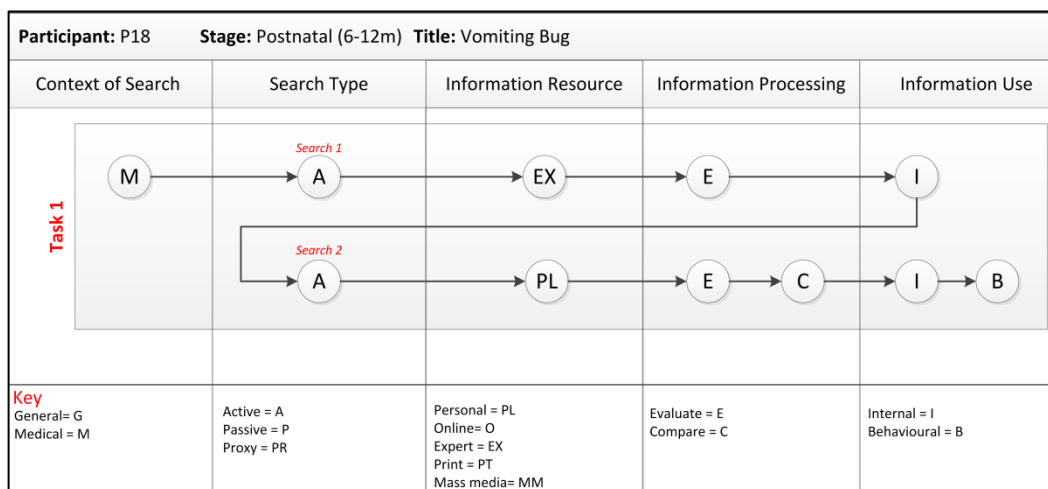 Participant: P18 Stage: Postnatal (6-12m) Title: Vomiting Bug
Context of Search Search Type Information Resource Information Processing Information Use
Task 1
Search 1
M A EX E I
Search 2
A PL E C I B
Key
General= G
Medical = M
Active = A
Passive = P
Proxy = PR
Personal = PL
Online= O
Expert = EX
Print = PT
Mass media= MM
Evaluate = E
Compare = C
Internal = I
Behavioural = B